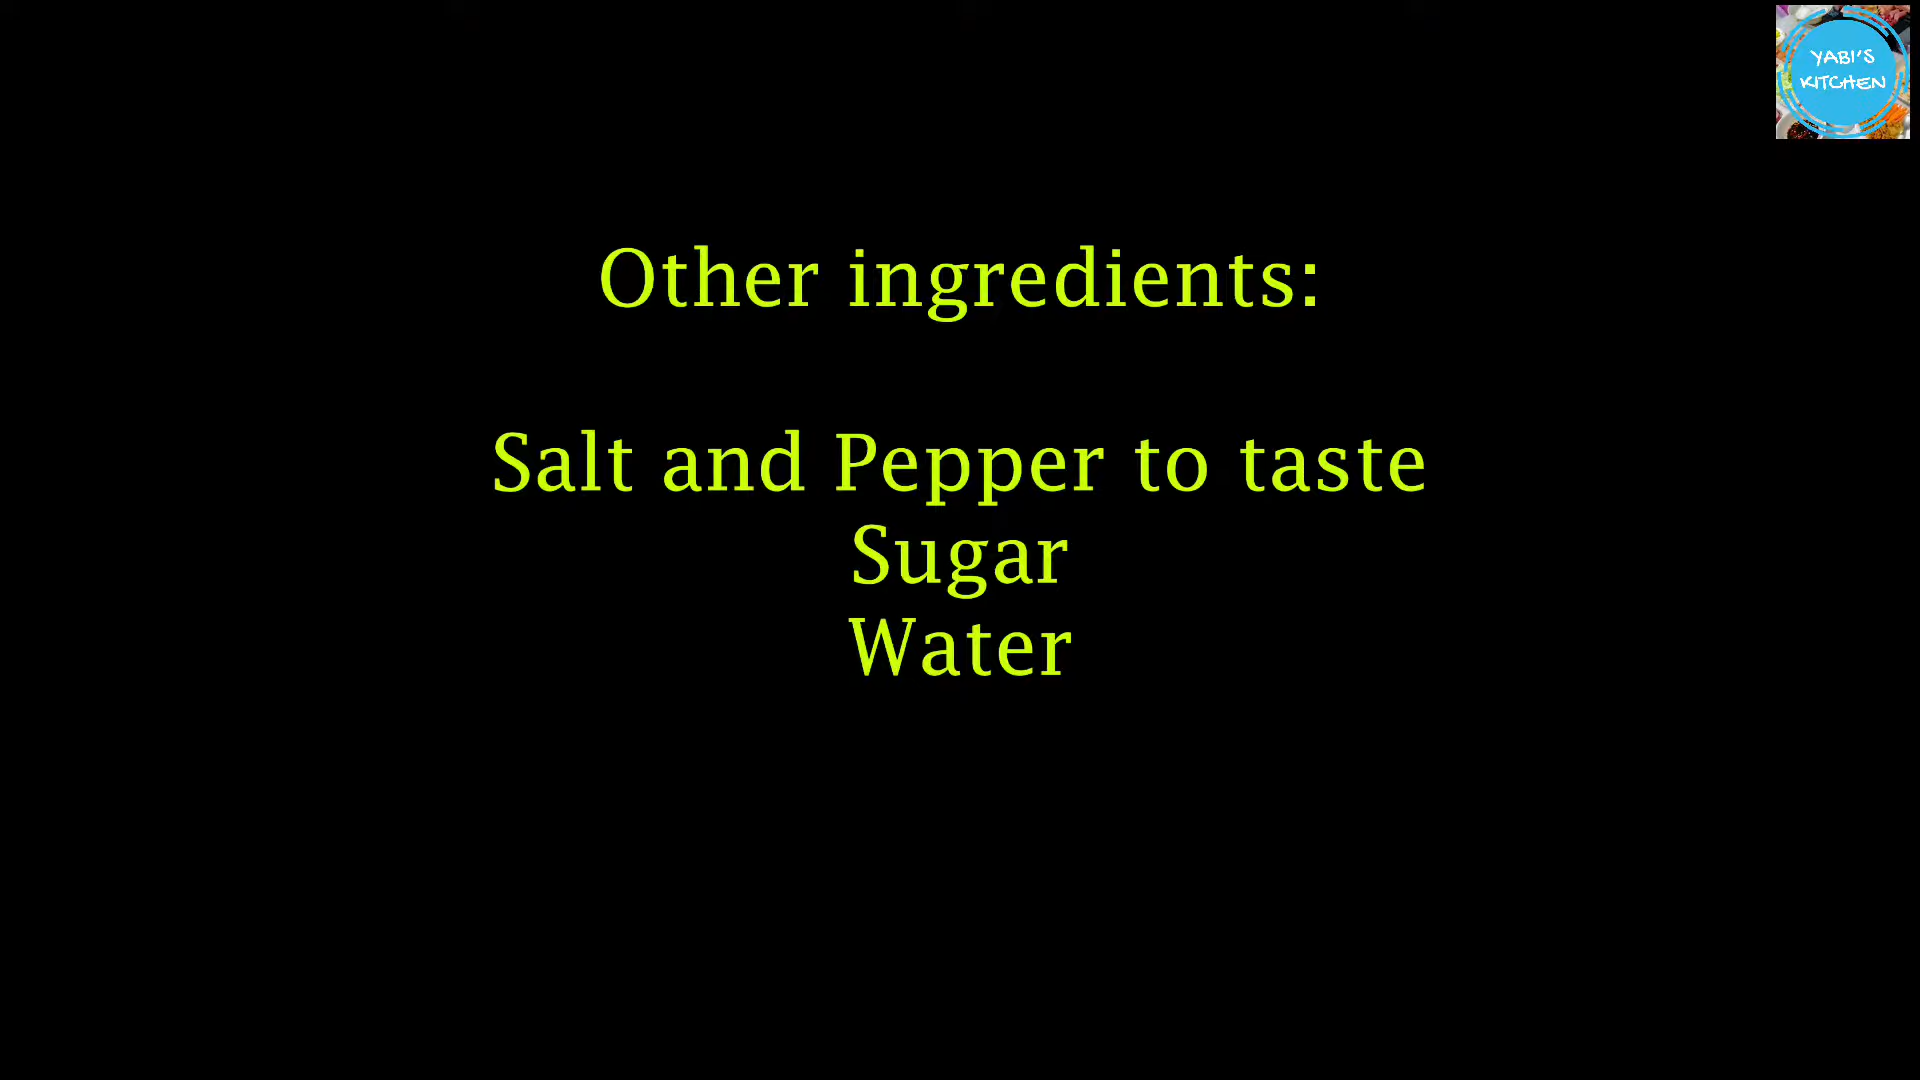 YABI'S
KITCHEN
Other ingredients:
Salt and Pepper to taste
Sugar
Water